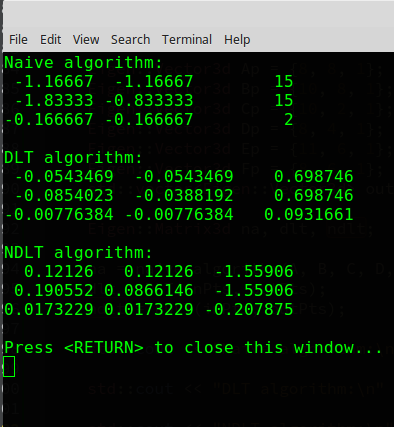 File Edit View Search Terminal Help
Naive algorithm:
-1.16667 -1.16667 15
-1.83333 -0.833333 15
-0.166667 -0.166667 2
DLT algorithm:
-0.0543469 -0.0543469 0.698746
-0.0854023 -0.0388192 0.698746
-0.00776384 -0.00776384 0.0931661
NDLT algorithm:
0.12126 0.12126 -1.55906
0.190552 0.0866146 -1.55906
0.0173229 0.0173229 -0.207875
Press <RETURN> to close this window...